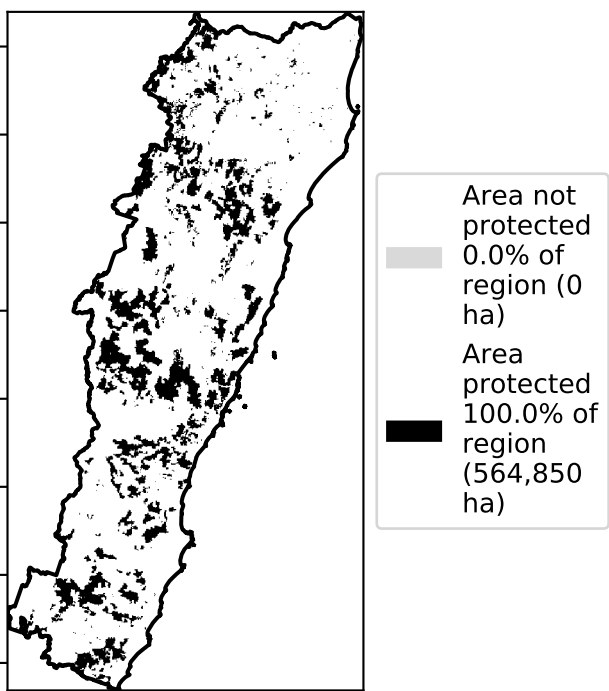 Area not
protected
0.0% of
region (0
ha)
Area
protected
100.0% of
region
(564,850
ha)